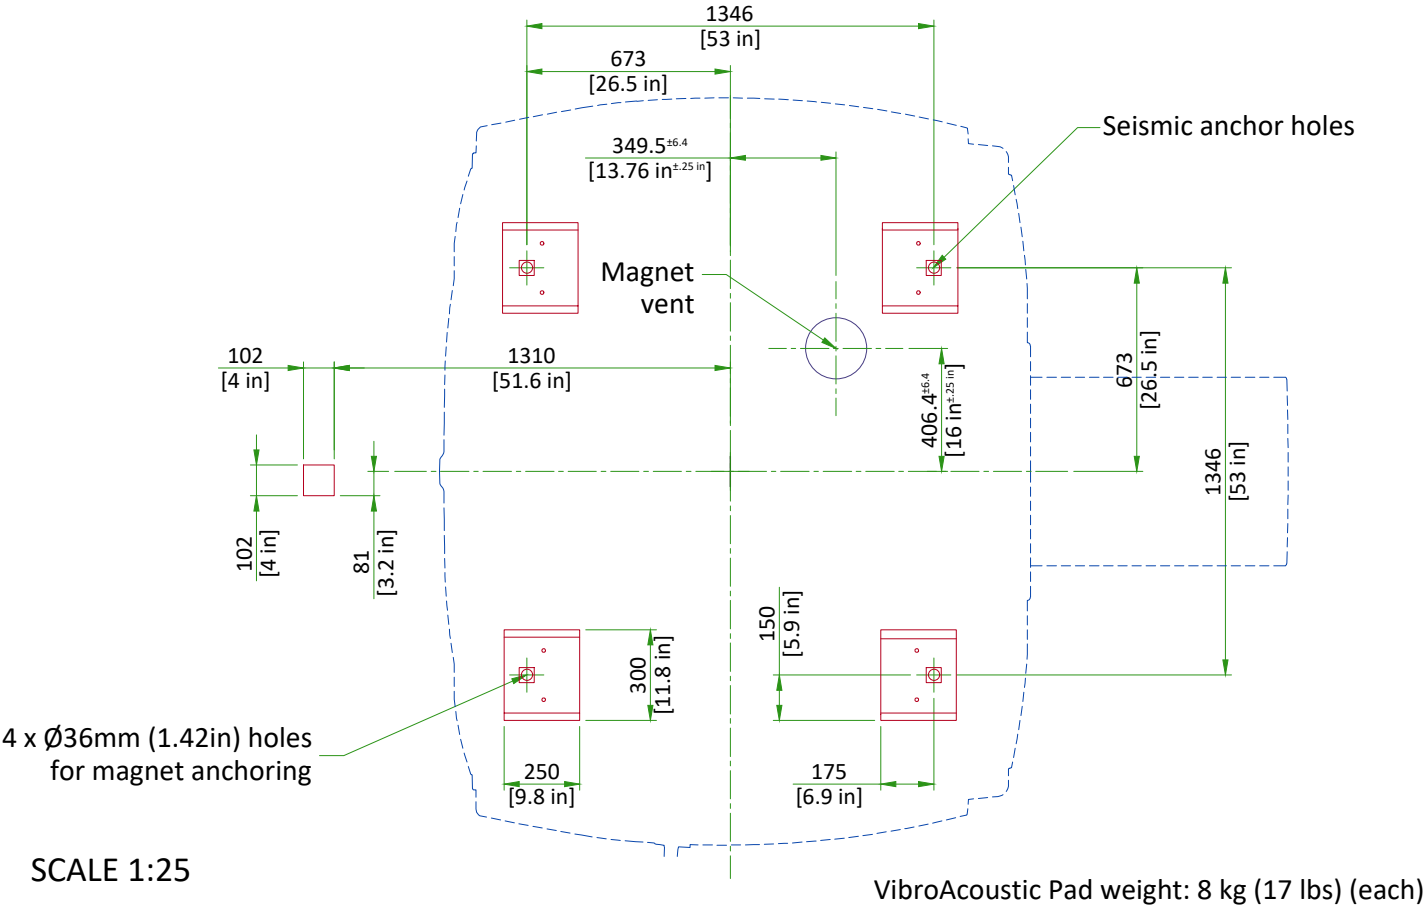 1346
[53 in]
673
[26.5 in]
Seismic anchor holes
349.5±6.4
[13.76 in±.25 in]
Magnet
vent
102
[4 in]
1310
[51.6 in]
673
[26.5 in]
406.4±6.4
[16 in±.25 in]
1346
[53 in]
102
[4 in]
81
[3.2 in]
150
[5.9 in]
300
[11.8 in]
4 x Ø36mm (1.42in) holes
for magnet anchoring
250
[9.8 in]
175
[6.9 in]
SCALE 1:25
VibroAcoustic Pad weight: 8 kg (17 lbs) (each)